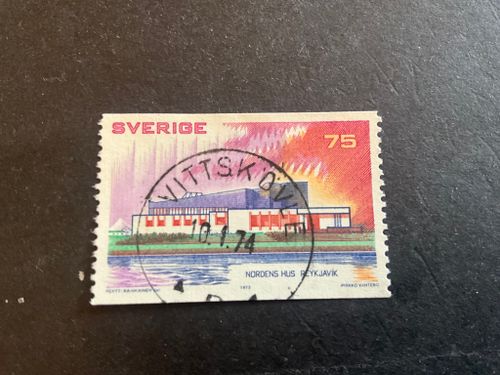 SVERIGE 75
VITTSKÖVLE
10.1.74
NORDENS HUS REYKJAVIK
1973